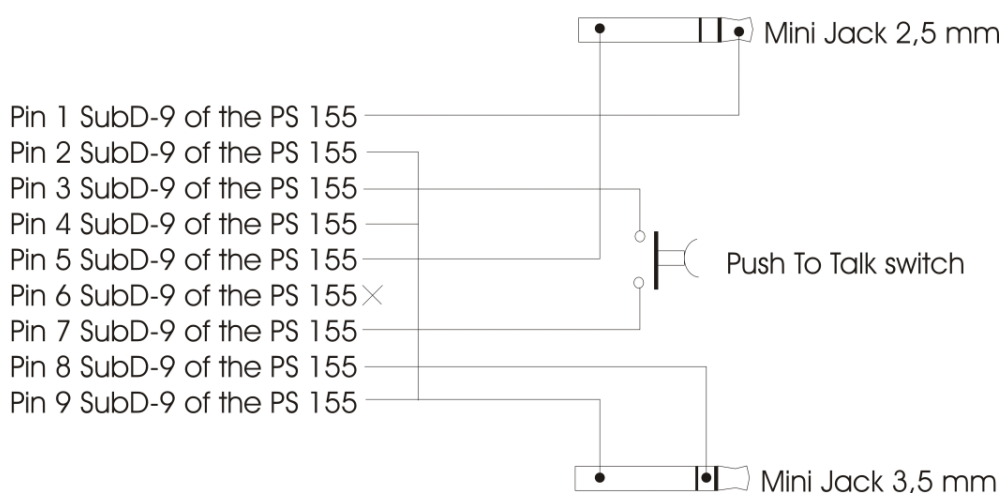 Mini Jack 2,5 mm
Pin 1 SubD-9 of the PS 155
Pin 2 SubD-9 of the PS 155
Pin 3 SubD-9 of the PS 155
Pin 4 SubD-9 of the PS 155
Pin 5 SubD-9 of the PS 155
Push To Talk switch
Pin 6 SubD-9 of the PS 155
Pin 7 SubD-9 of the PS 155
Pin 8 SubD-9 of the PS 155
Pin 9 SubD-9 of the PS 155
Mini Jack 3,5 mm